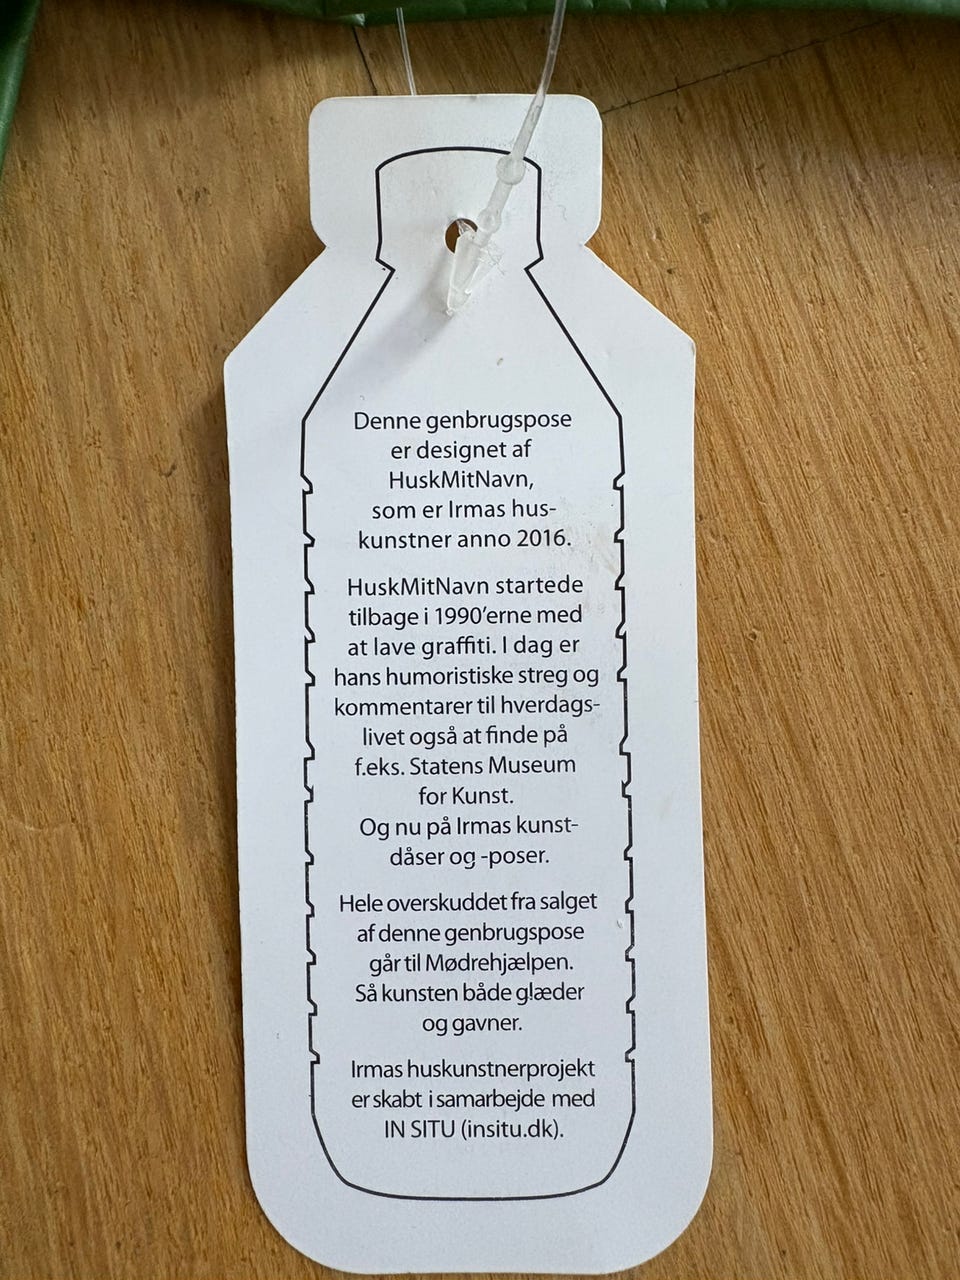 Denne genbrugspose
er designet af
HuskMitNavn,
som er Irmas hus-
kunstner anno 2016.
HuskMitNavn startede
tilbage i 1990’erne med
at lave graffiti. I dag er
hans humoristiske streg og
kommentarer til hverdags-
livet også at finde på
f.eks. Statens Museum
for Kunst.
Og nu på Irmas kunst-
dåser og -poser.
Hele overskuddet fra salget
af denne genbrugspose
går til Mødrehjælpen.
Så kunsten både glæder
og gavner.
Irmas huskunstnerprojekt
er skabt i samarbejde med
IN SITU (insitu.dk).